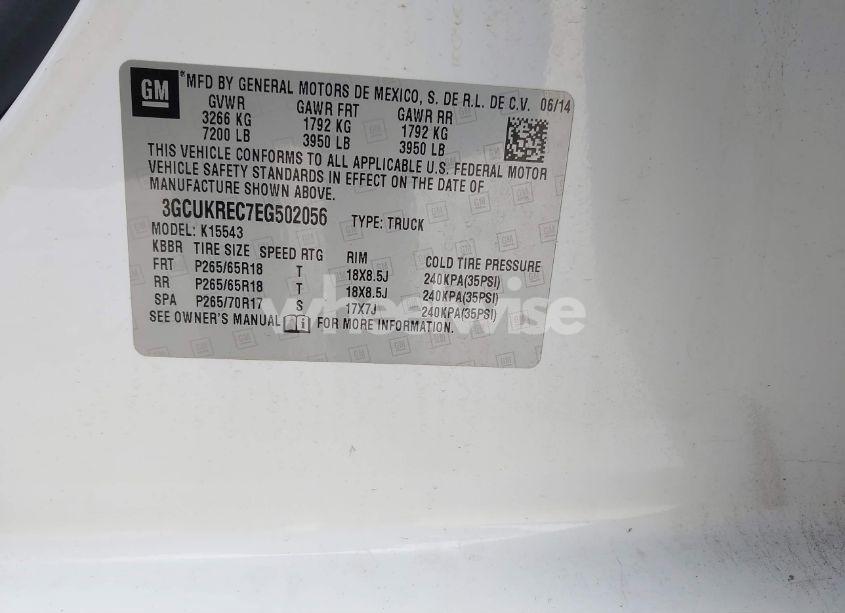 GM
MFD BY GENERAL MOTORS DE MEXICO, S. DE R.L. DE C.V. 06/14
GVWR GAWR FRT GAWR RR
3266 KG 1792 KG 1792 KG
7200 LB 3950 LB 3950 LB
THIS VEHICLE CONFORMS TO ALL APPLICABLE U.S. FEDERAL MOTOR
VEHICLE SAFETY STANDARDS IN EFFECT ON THE DATE OF
MANUFACTURE SHOWN ABOVE.
3GCUKREC7EG502056 TYPE: TRUCK
MODEL: K15543
KBBR TIRE SIZE SPEED RTG RIM COLD TIRE PRESSURE
FRT P265/65R18 T 18X8.5J 240KPA(35PSI)
RR P265/65R18 T 18X8.5J 240KPA(35PSI)
SPA P265/70R17 S 17X7J 240KPA(35PSI)
SEE OWNER'S MANUAL FOR MORE INFORMATION.
wheelwise